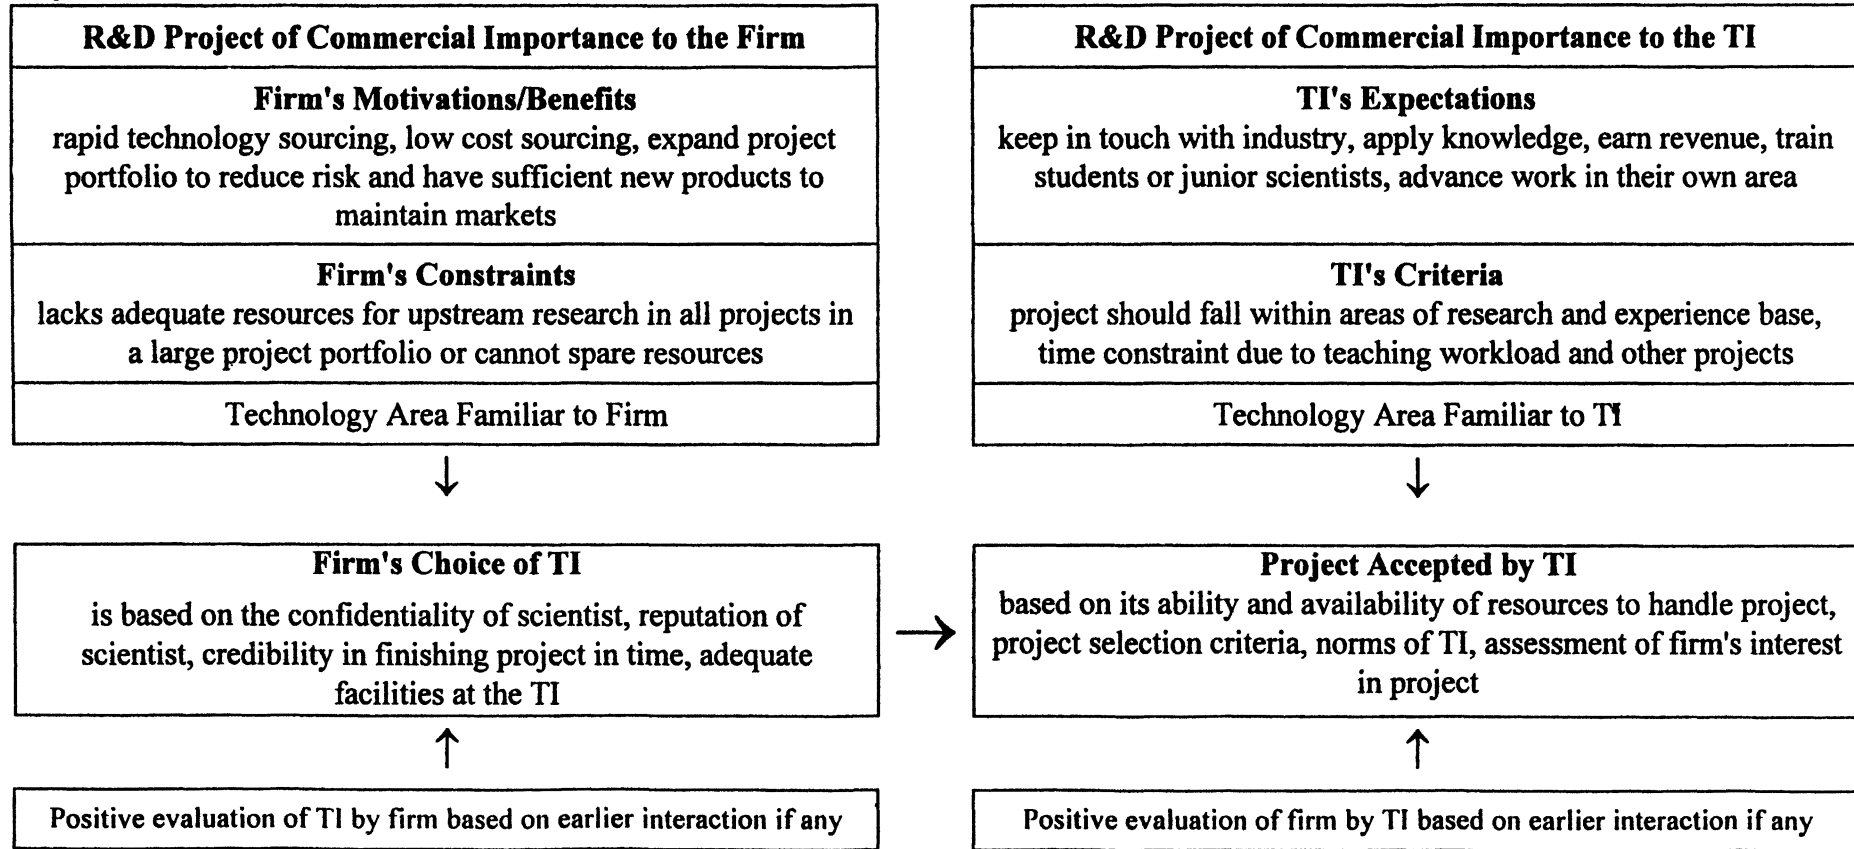 R&D Project of Commercial Importance to the Firm
Firm's Motivations/Benefits
rapid technology sourcing, low cost sourcing, expand project
portfolio to reduce risk and have sufficient new products to
maintain markets
Firm's Constraints
lacks adequate resources for upstream research in all projects in
a large project portfolio or cannot spare resources
Technology Area Familiar to Firm
R&D Project of Commercial Importance to the TI
TI's Expectations
keep in touch with industry, apply knowledge, earn revenue, train
students or junior scientists, advance work in their own area
TI's Criteria
project should fall within areas of research and experience base,
time constraint due to teaching workload and other projects
Technology Area Familiar to TI
Firm's Choice of TI
is based on the confidentiality of scientist, reputation of
scientist, credibility in finishing project in time, adequate
facilities at the TI
Project Accepted by TI
based on its ability and availability of resources to handle project,
project selection criteria, norms of TI, assessment of firm's interest
in project
Positive evaluation of TI by firm based on earlier interaction if any
Positive evaluation of firm by TI based on earlier interaction if any